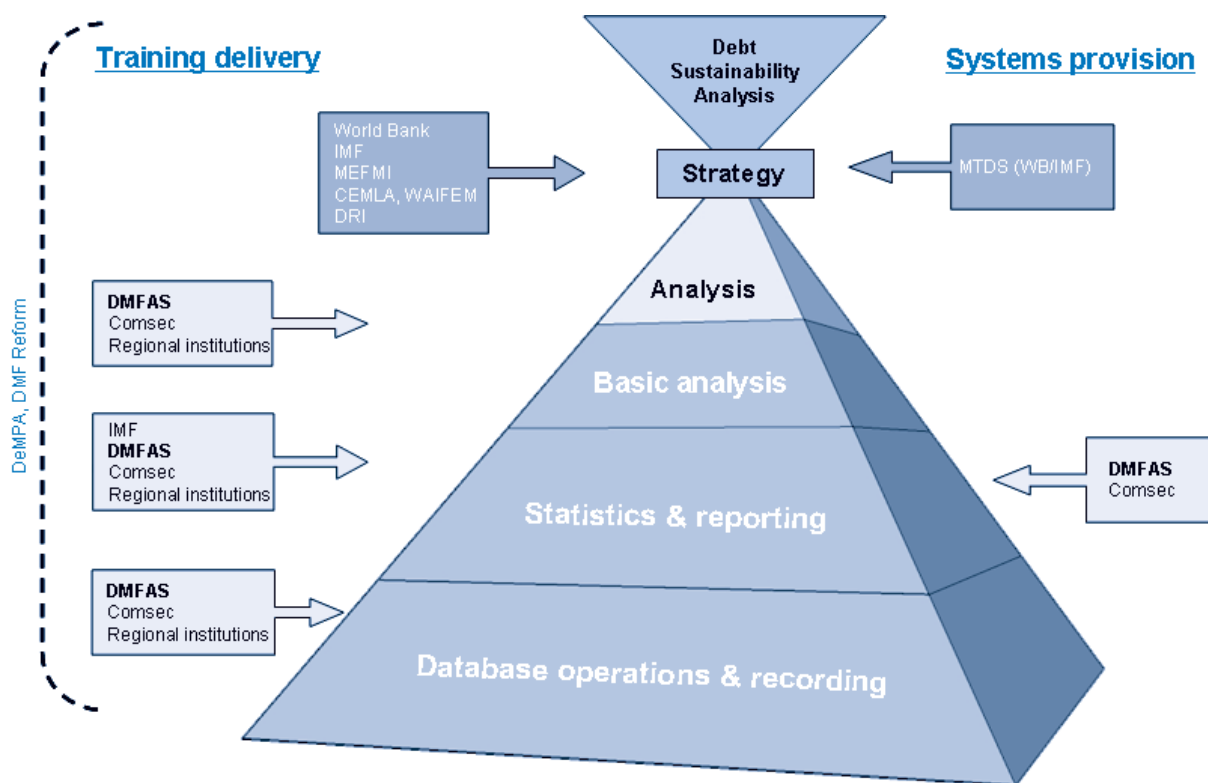 Training delivery
Debt
Sustainability
Analysis
Systems provision
World Bank
IMF
MEFMI
CEMLA, WAIFEM
DRI
Strategy
MTDS (WB/IMF)
DMFAS
Comsec
Regional institutions
Analysis
Basic analysis
IMF
DMFAS
Comsec
Regional institutions
Statistics & reporting
DMFAS
Comsec
DMFAS
Comsec
Regional institutions
Database operations & recording
DeMPA, DMF Reform